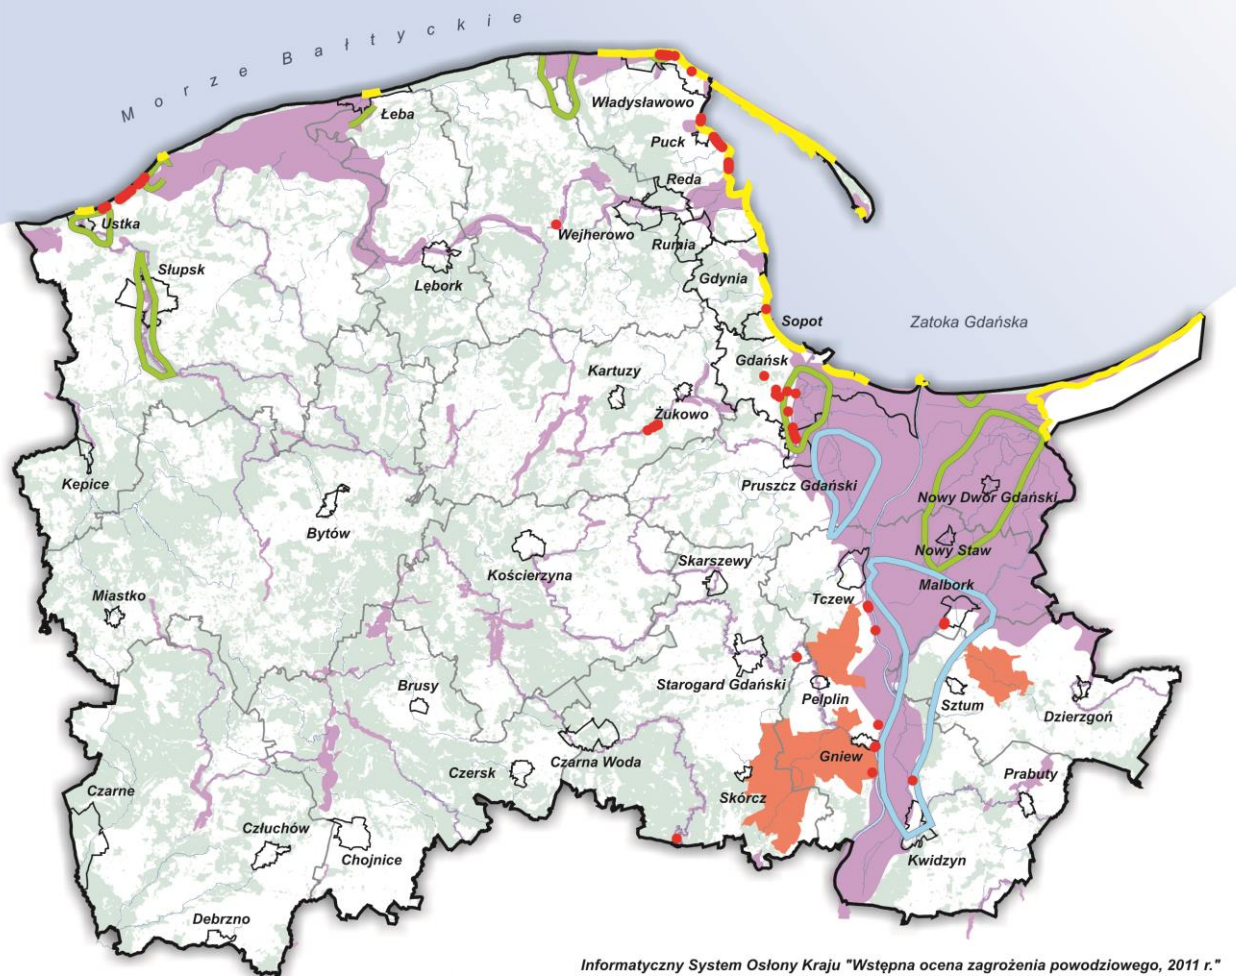 Morze Bałtyckie
Łeba
Władysławowo
Puck
Reda
Ustka
Wejherowo
Rumia
Słupsk
Lębork
Gdynia
Sopot
Zatoka Gdańska
Gdańsk
Kartuzy
Żukowo
Kępice
Pruszcz Gdański
Nowy Dwór Gdański
Bytów
Nowy Staw
Kościerzyna
Skarszewy
Malbork
Miastko
Tczew
Starogard Gdański
Brusy
Pelplin
Sztum
Dzierzgoń
Gniew
Czarna Woda
Czersk
Prabuty
Czarne
Skórcz
Człuchów
Chojnice
Kwidzyn
Debrzno
Informatyczny System Osłony Kraju "Wstępna ocena zagrożenia powodziowego, 2011 r."